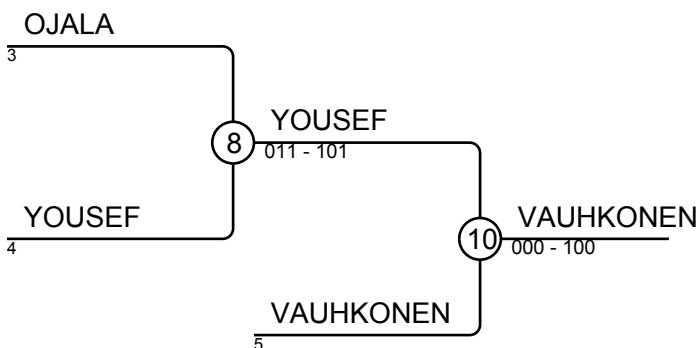 OJALA
3
YOUSEF
8
011 - 101
YOUSEF
4
VAUHKONEN
10
000 - 100
VAUHKONEN
5